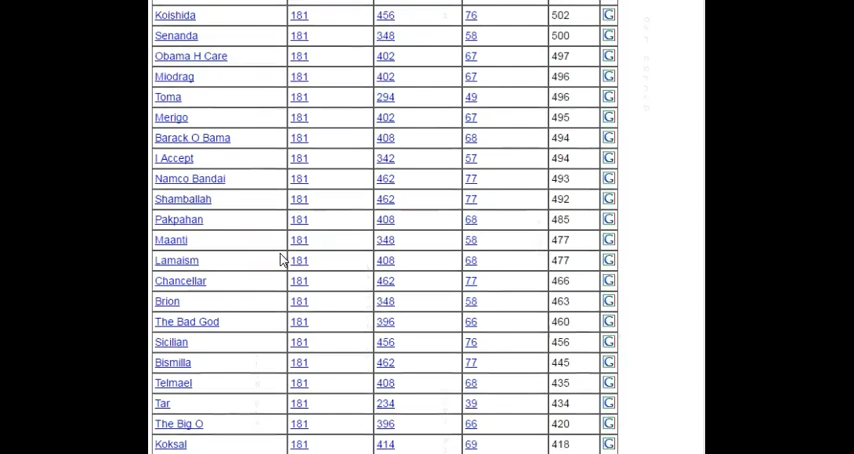 Koishida 181 456 76 502 G
Senanda 181 348 58 500 G
Obama H Care 181 402 67 497 G
Miodrag 181 402 67 496 G
Toma 181 294 49 496 G
Merigo 181 402 67 495 G
Barack O Bama 181 408 68 494 G
I Accept 181 342 57 494 G
Namco Bandai 181 462 77 493 G
Shamballah 181 462 77 492 G
Pakpahan 181 408 68 485 G
Maanti 181 348 58 477 G
Lamaism 181 408 68 477 G
Chancellar 181 462 77 466 G
Brion 181 348 58 463 G
The Bad God 181 396 66 460 G
Sicilian 181 456 76 456 G
Bismilla 181 462 77 445 G
Telmael 181 408 68 435 G
Tar 181 234 39 434 G
The Big O 181 396 66 420 G
Koksal 181 414 69 418 G